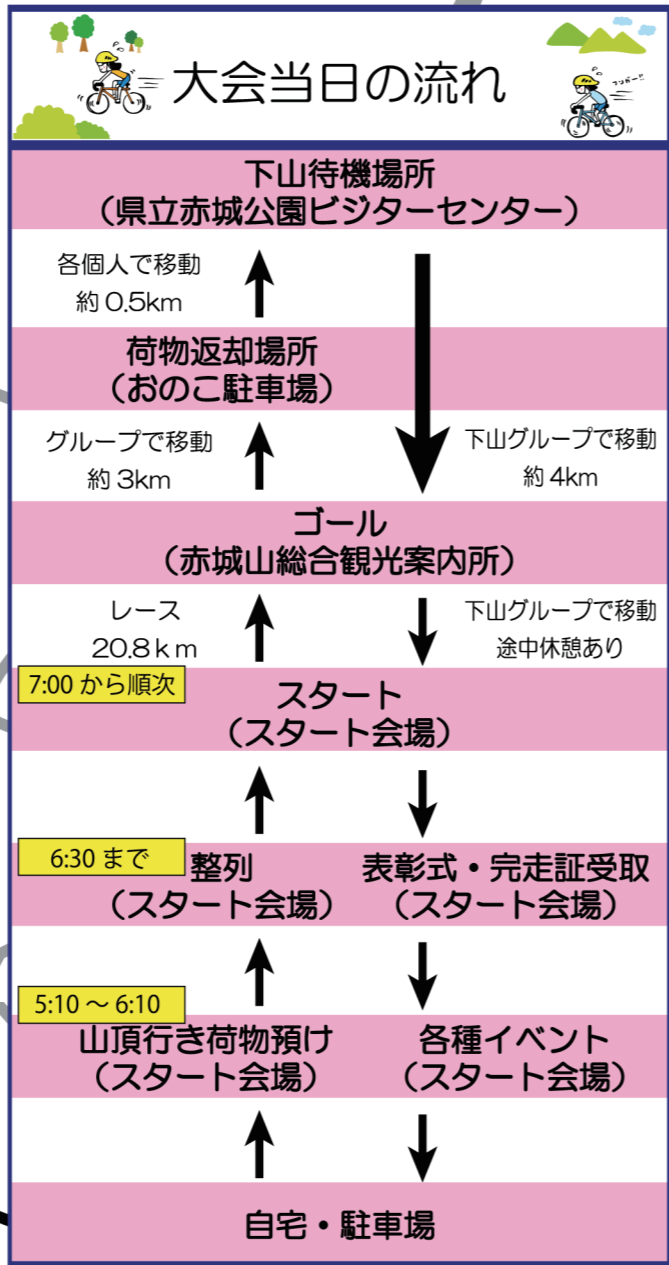 大会当日の流れ
フゥガー!!
下山待機場所
（県立赤城公園ビジターセンター）
各個人で移動
約 0.5km
荷物返却場所
（おのこ駐車場）
グループで移動
約 3km
下山グループで移動
約 4km
ゴール
（赤城山総合観光案内所）
レース
20.8 k m
下山グループで移動
途中休憩あり
7:00 から順次
スタート
（スタート会場）
6:30 まで
整列
（スタート会場）
表彰式・完走証受取
（スタート会場）
5:10 ～ 6:10
山頂行き荷物預け
（スタート会場）
各種イベント
（スタート会場）
自宅・駐車場